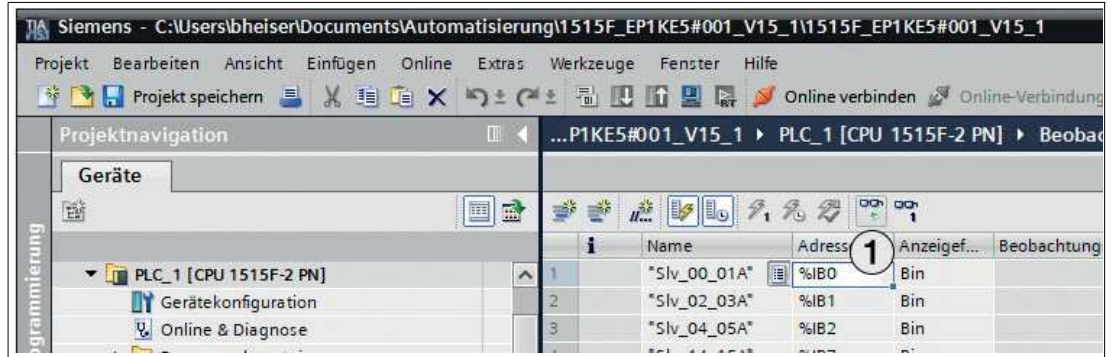 Siemens - C:\Users\bheiser\Documents\Automatisierung\1515F_EP1KE5#001_V15_1\1515F_EP1KE5#001_V15_1
Projekt Bearbeiten Ansicht Einfügen Online Extras Werkzeuge Fenster Hilfe
Projekt speichern Online verbinden Online-Verbindung
Projektnavigation
...P1KE5#001_V15_1 PLC_1 [CPU 1515F-2 PN] Beobac
Geräte
i Name Adress 1 Anzeigef... Beobachtung
PLC_1 [CPU 1515F-2 PN]
1 "Slv_00_01A" %IB0 Bin
Gerätekonfiguration
2 "Slv_02_03A" %IB1 Bin
Online & Diagnose
3 "Slv_04_05A" %IB2 Bin